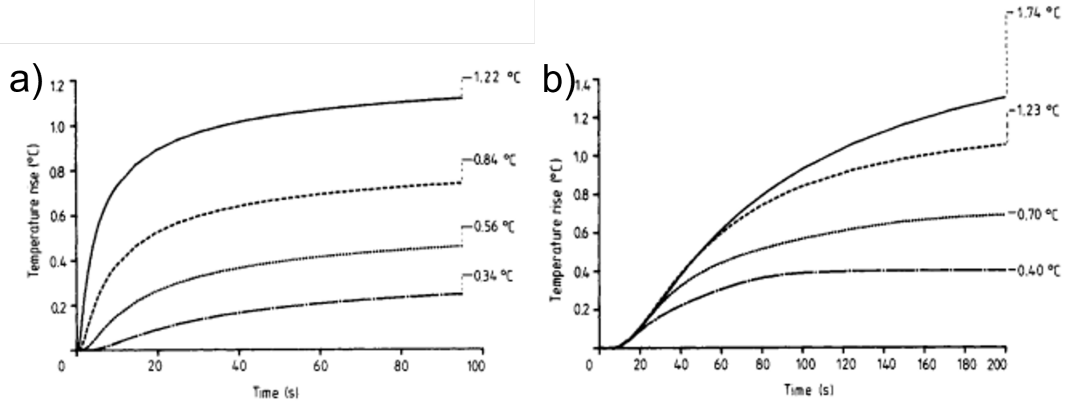 a)
1.2
1.0
0.8
0.6
0.4
0.2
0
20
40
60
80
100
Temperature rise (°C)
Time (s)
1.22 °C
0.84 °C
0.56 °C
0.34 °C
b)
1.4
1.2
1.0
0.8
0.6
0.4
0.2
0
20
40
60
80
100
120
140
160
180
200
Temperature rise (°C)
Time (s)
1.74 °C
1.23 °C
0.70 °C
0.40 °C